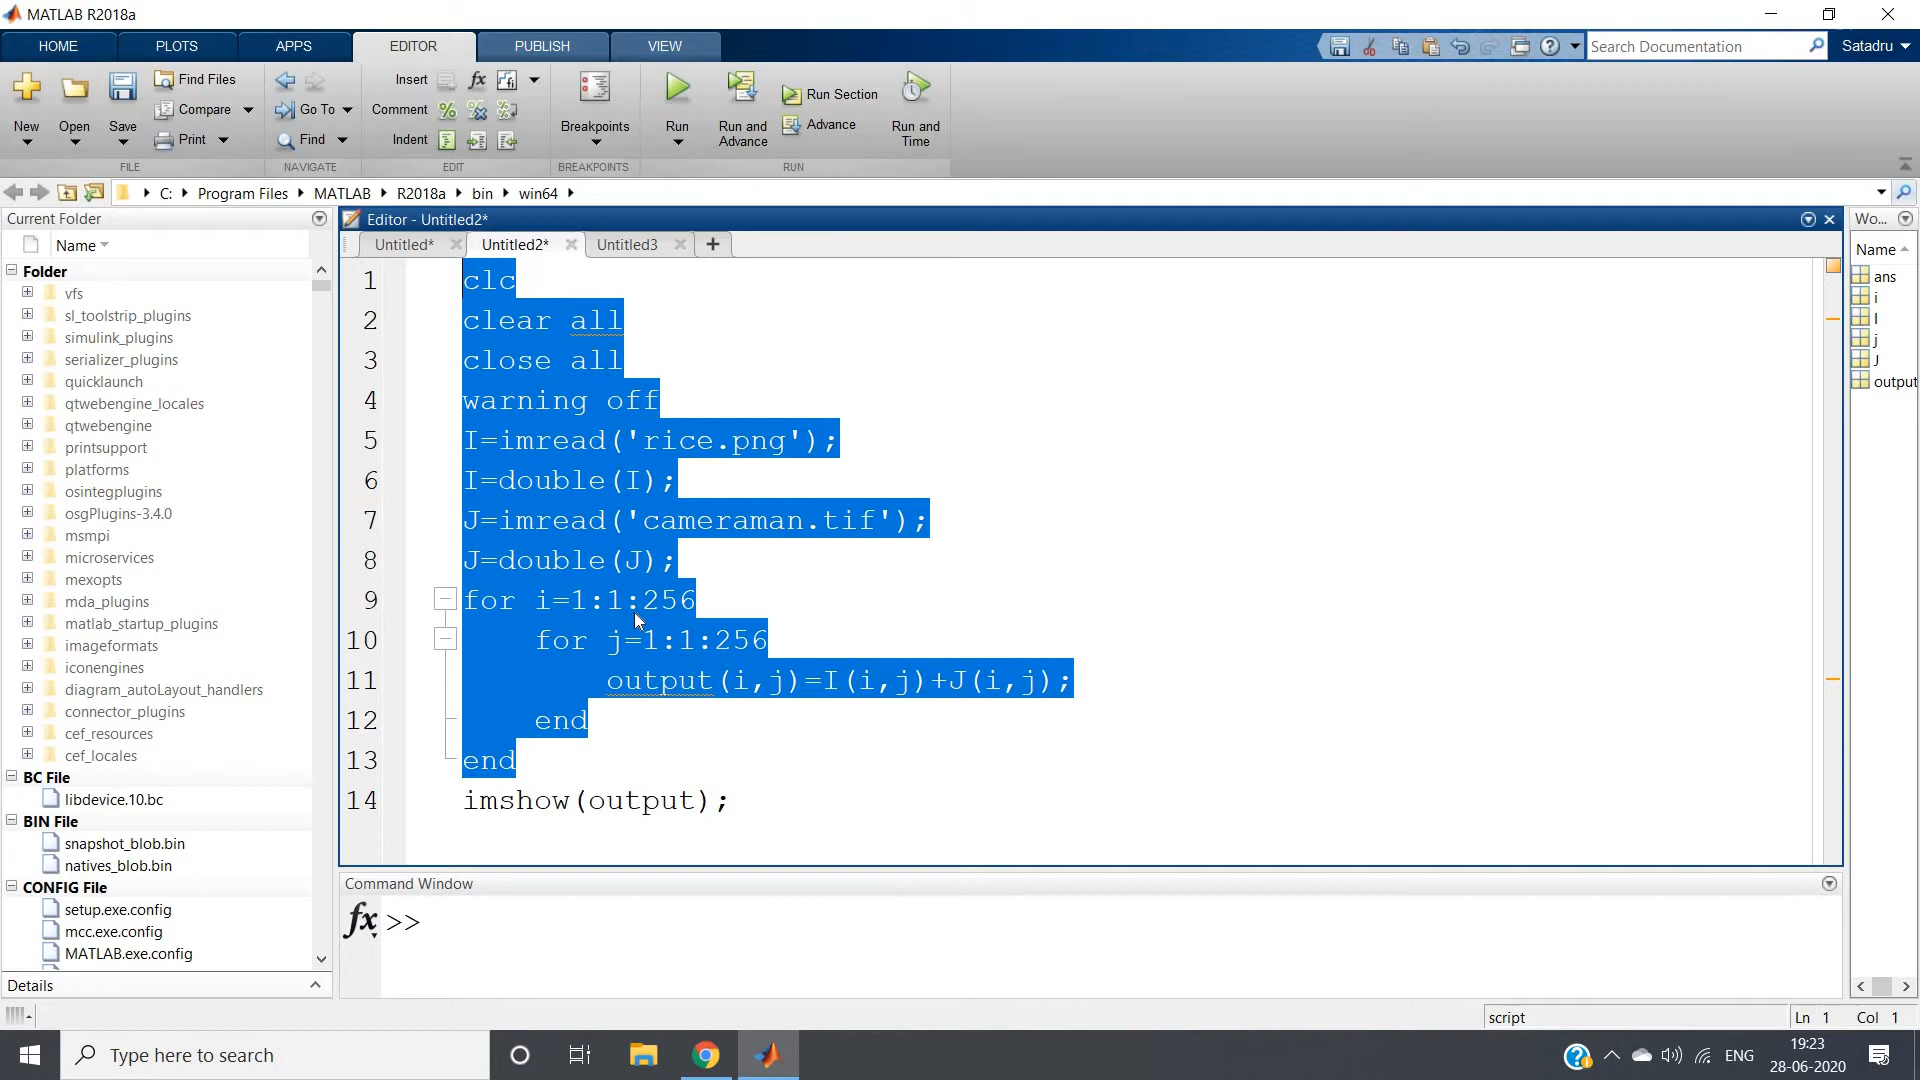 MATLAB R2018a
HOME PLOTS APPS EDITOR PUBLISH VIEW
Search Documentation
Satadru
New
Open
Save
Find Files
Compare
Print
FILE
Go To
Find
NAVIGATE
Insert
Comment
Indent
EDIT
Breakpoints
BREAKPOINTS
Run
Run and
Advance
Run Section
Advance
Run and
Time
RUN
C: Program Files MATLAB R2018a bin win64
Current Folder
Name
Folder
vfs
sl_toolstrip_plugins
simulink_plugins
serializer_plugins
quicklaunch
qtwebengine_locales
qtwebengine
printsupport
platforms
osintegplugins
osgPlugins-3.4.0
msmpi
microservices
mexopts
mda_plugins
matlab_startup_plugins
imageformats
iconengines
diagram_autoLayout_handlers
connector_plugins
cef_resources
cef_locales
BC File
libdevice.10.bc
BIN File
snapshot_blob.bin
natives_blob.bin
CONFIG File
setup.exe.config
mcc.exe.config
MATLAB.exe.config
Details
Editor - Untitled2*
Untitled* Untitled2* Untitled3
1 clc
2 clear all
3 close all
4 warning off
5 I=imread('rice.png');
6 I=double(I);
7 J=imread('cameraman.tif');
8 J=double(J);
9 for i=1:1:256
10 for j=1:1:256
11 output(i,j)=I(i,j)+J(i,j);
12 end
13 end
14 imshow(output);
Command Window
fx >>
Wo...
Name
ans
i
I
j
J
output
script
Ln 1 Col 1
Type here to search
ENG
19:23
28-06-2020